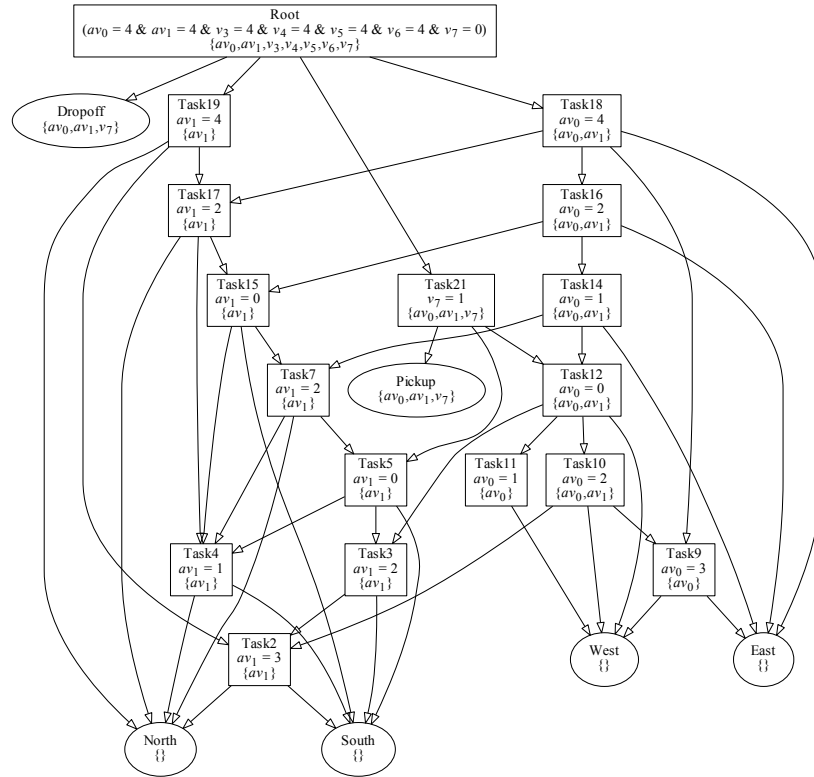 Root
(av₀ = 4 & av₁ = 4 & v₃ = 4 & v₄ = 4 & v₅ = 4 & v₆ = 4 & v₇ = 0)
{av₀,av₁,v₃,v₄,v₅,v₆,v₇}
Dropoff
{av₀,av₁,v₇}
Task19
av₁ = 4
{av₁}
Task18
av₀ = 4
{av₀,av₁}
Task17
av₁ = 2
{av₁}
Task16
av₀ = 2
{av₀,av₁}
Task15
av₁ = 0
{av₁}
Task21
v₇ = 1
{av₀,av₁,v₇}
Task14
av₀ = 1
{av₀,av₁}
Task7
av₁ = 2
{av₁}
Pickup
{av₀,av₁,v₇}
Task12
av₀ = 0
{av₀,av₁}
Task5
av₁ = 0
{av₁}
Task11
av₀ = 1
{av₀}
Task10
av₀ = 2
{av₀,av₁}
Task4
av₁ = 1
{av₁}
Task3
av₁ = 2
{av₁}
Task9
av₀ = 3
{av₀}
Task2
av₁ = 3
{av₁}
West
{}
East
{}
North
{}
South
{}